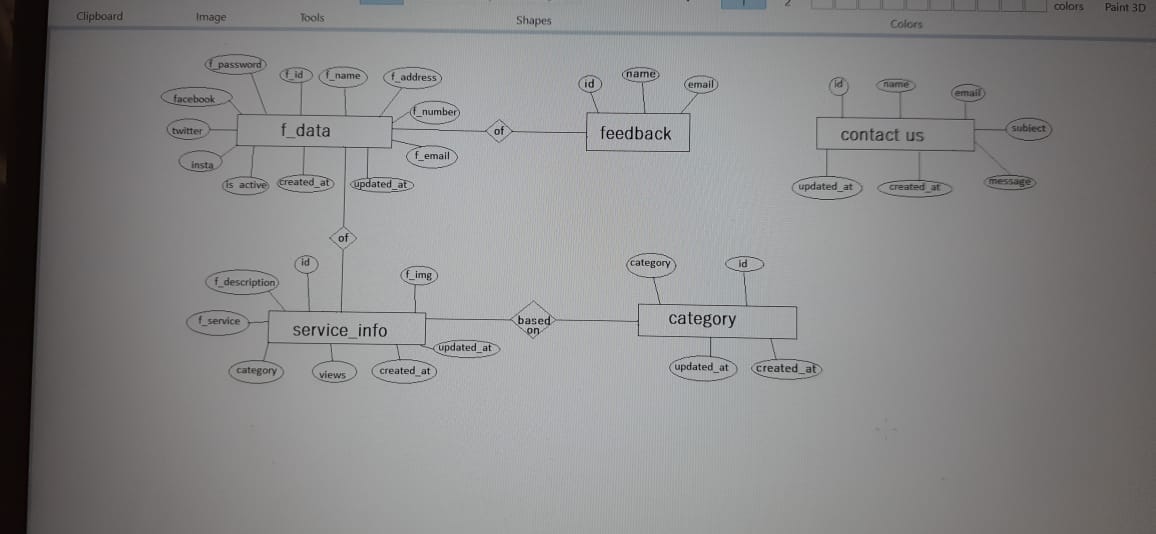 Clipboard
Image
Tools
Shapes
1
2
Colors
colors
Paint 3D
f_password
f_id
f_name
f_address
facebook
f_number
twitter
f_data
of
insta
f_email
is active
created_at
updated_at
id
name
email
feedback
id
name
email
contact us
subject
updated_at
created_at
message
of
id
f_img
f_description
f_service
service_info
based
on
updated_at
category
views
created_at
category
id
category
updated_at
created_at